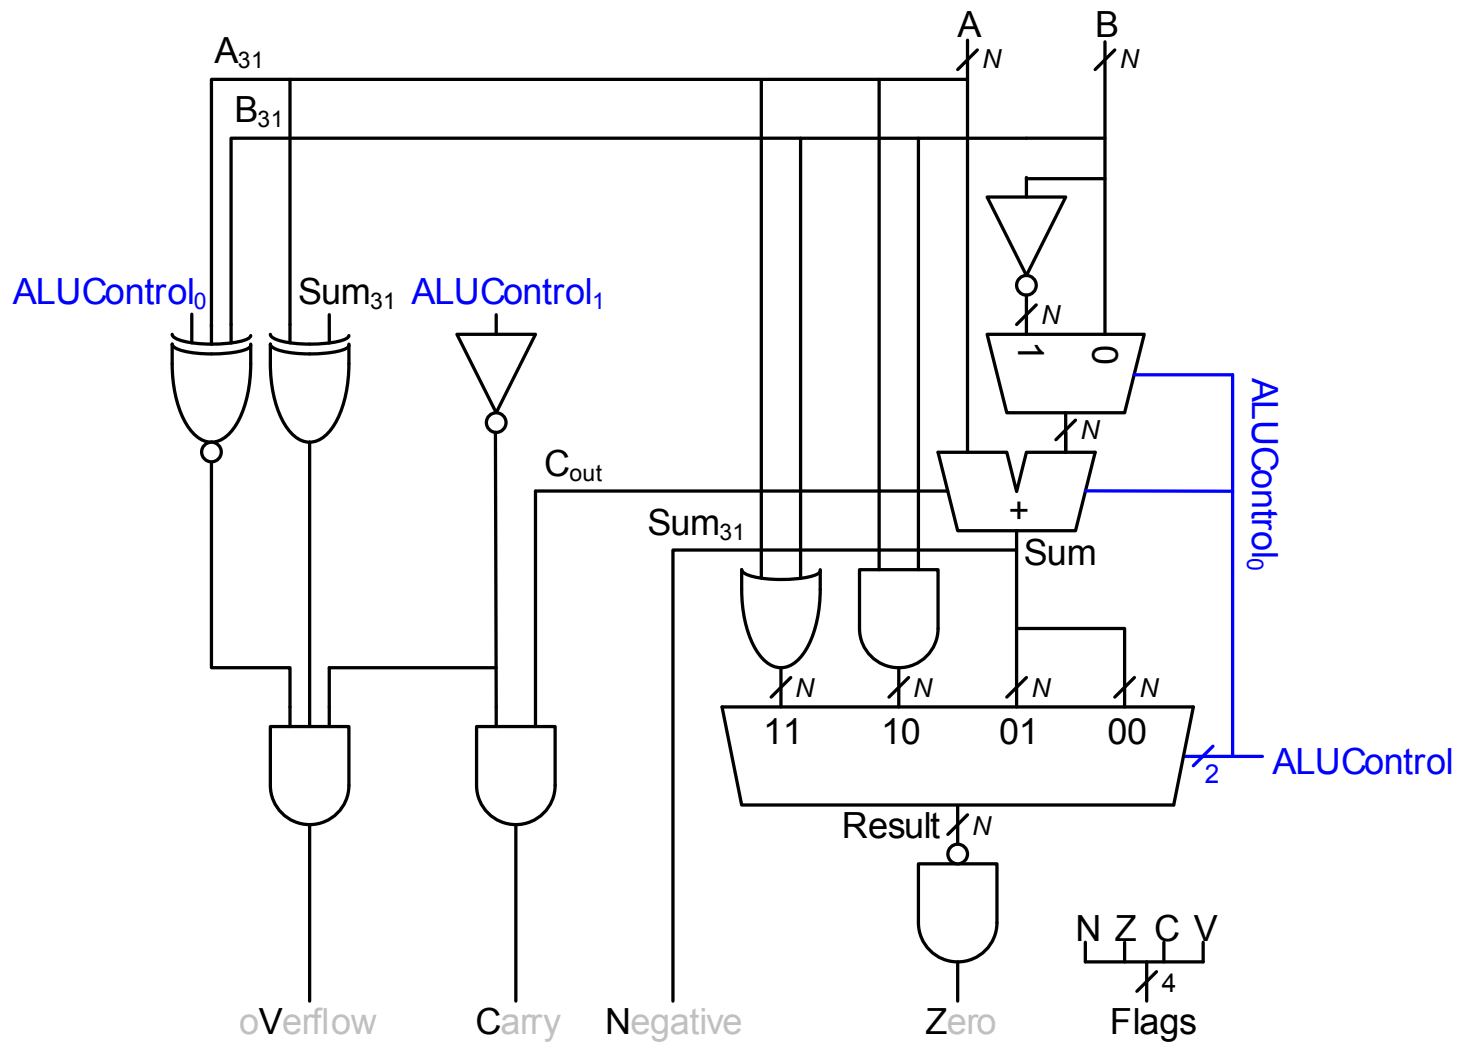 A B
A₃₁ N N
B₃₁
ALUControl₀ Sum₃₁ ALUControl₁ N
1 0
ALUControl₀
N
Cout
+
Sum₃₁ Sum
N N N N
11 10 01 00
2 ALUControl
Result N
N Z C V
4
oVerflow Carry Negative Zero Flags